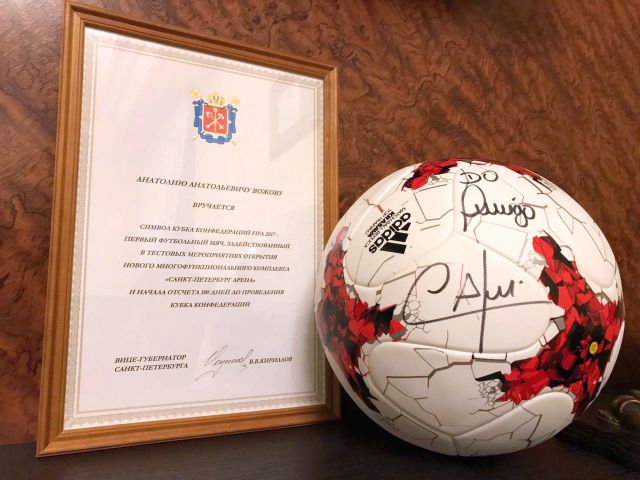 АНАТОЛИЮ АНАТОЛЬЕВИЧУ ВОЖОВУ
ВРУЧАЕТСЯ
СИМВОЛ КУБКА КОНФЕДЕРАЦИЙ FIFA 2017 -
ПЕРВЫЙ ФУТБОЛЬНЫЙ МЯЧ, ЗАДЕЙСТВОВАННЫЙ
В ТЕСТОВЫХ МЕРОПРИЯТИЯХ ОТКРЫТИЯ
НОВОГО МНОГОФУНКЦИОНАЛЬНОГО КОМПЛЕКСА
«САНКТ-ПЕТЕРБУРГ АРЕНА»
И НАЧАЛА ОТСЧЕТА 100 ДНЕЙ ДО ПРОВЕДЕНИЯ
КУБКА КОНФЕДЕРАЦИЙ
ВИЦЕ-ГУБЕРНАТОР
САНКТ-ПЕТЕРБУРГА
В.В.КИРИЛЛОВ
DO
adidas